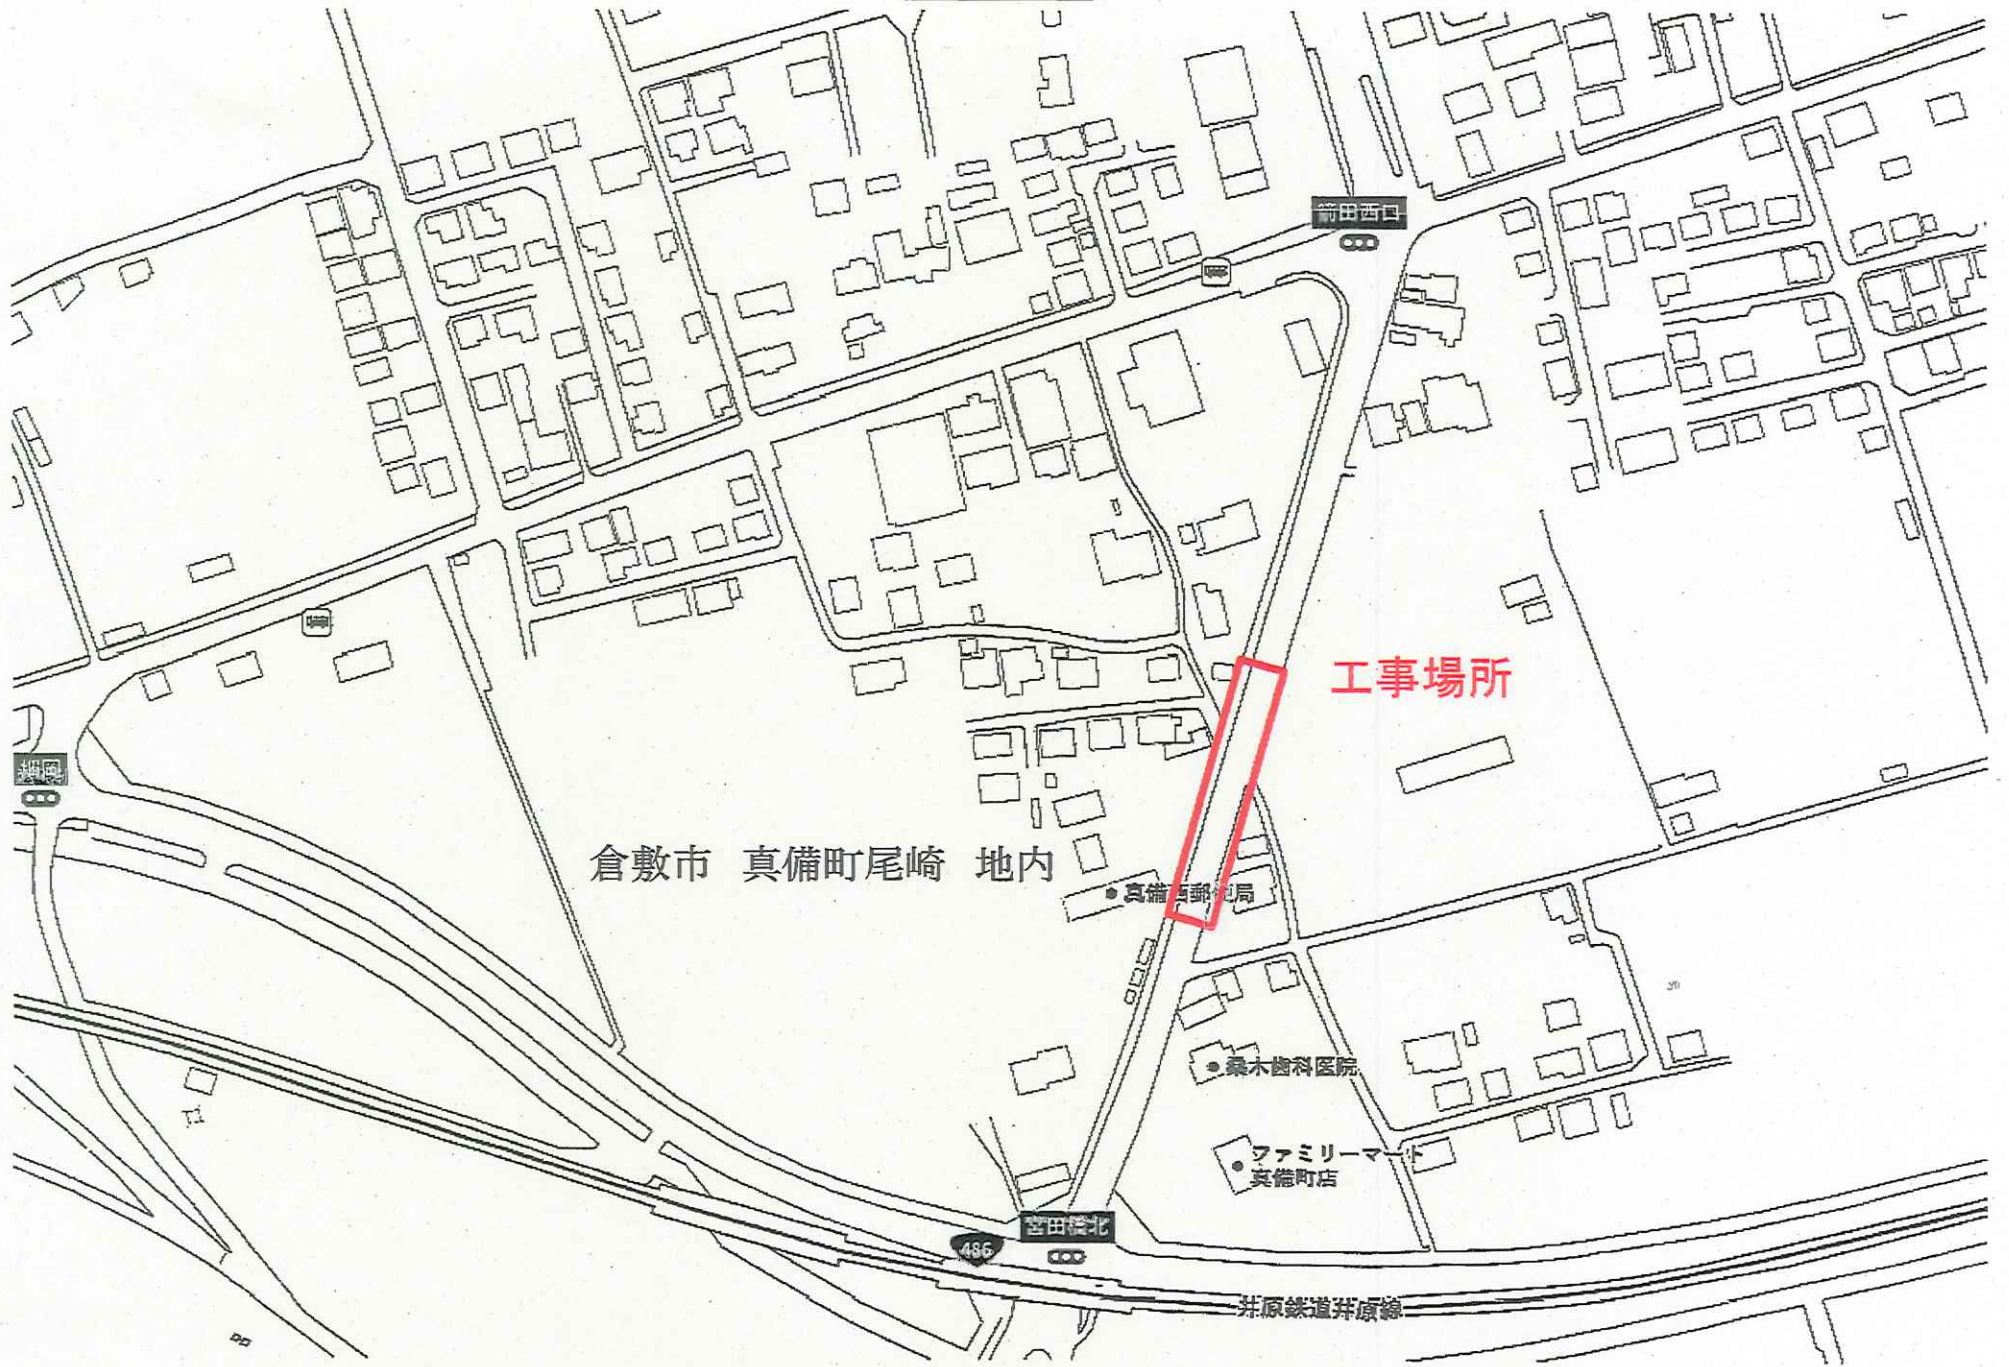 箭田西口
工事場所
倉敷市 真備町尾崎 地内
真備西郵便局
桑木歯科医院
ファミリーマート
真備町店
宮田橋北
486
井原鉄道井原線